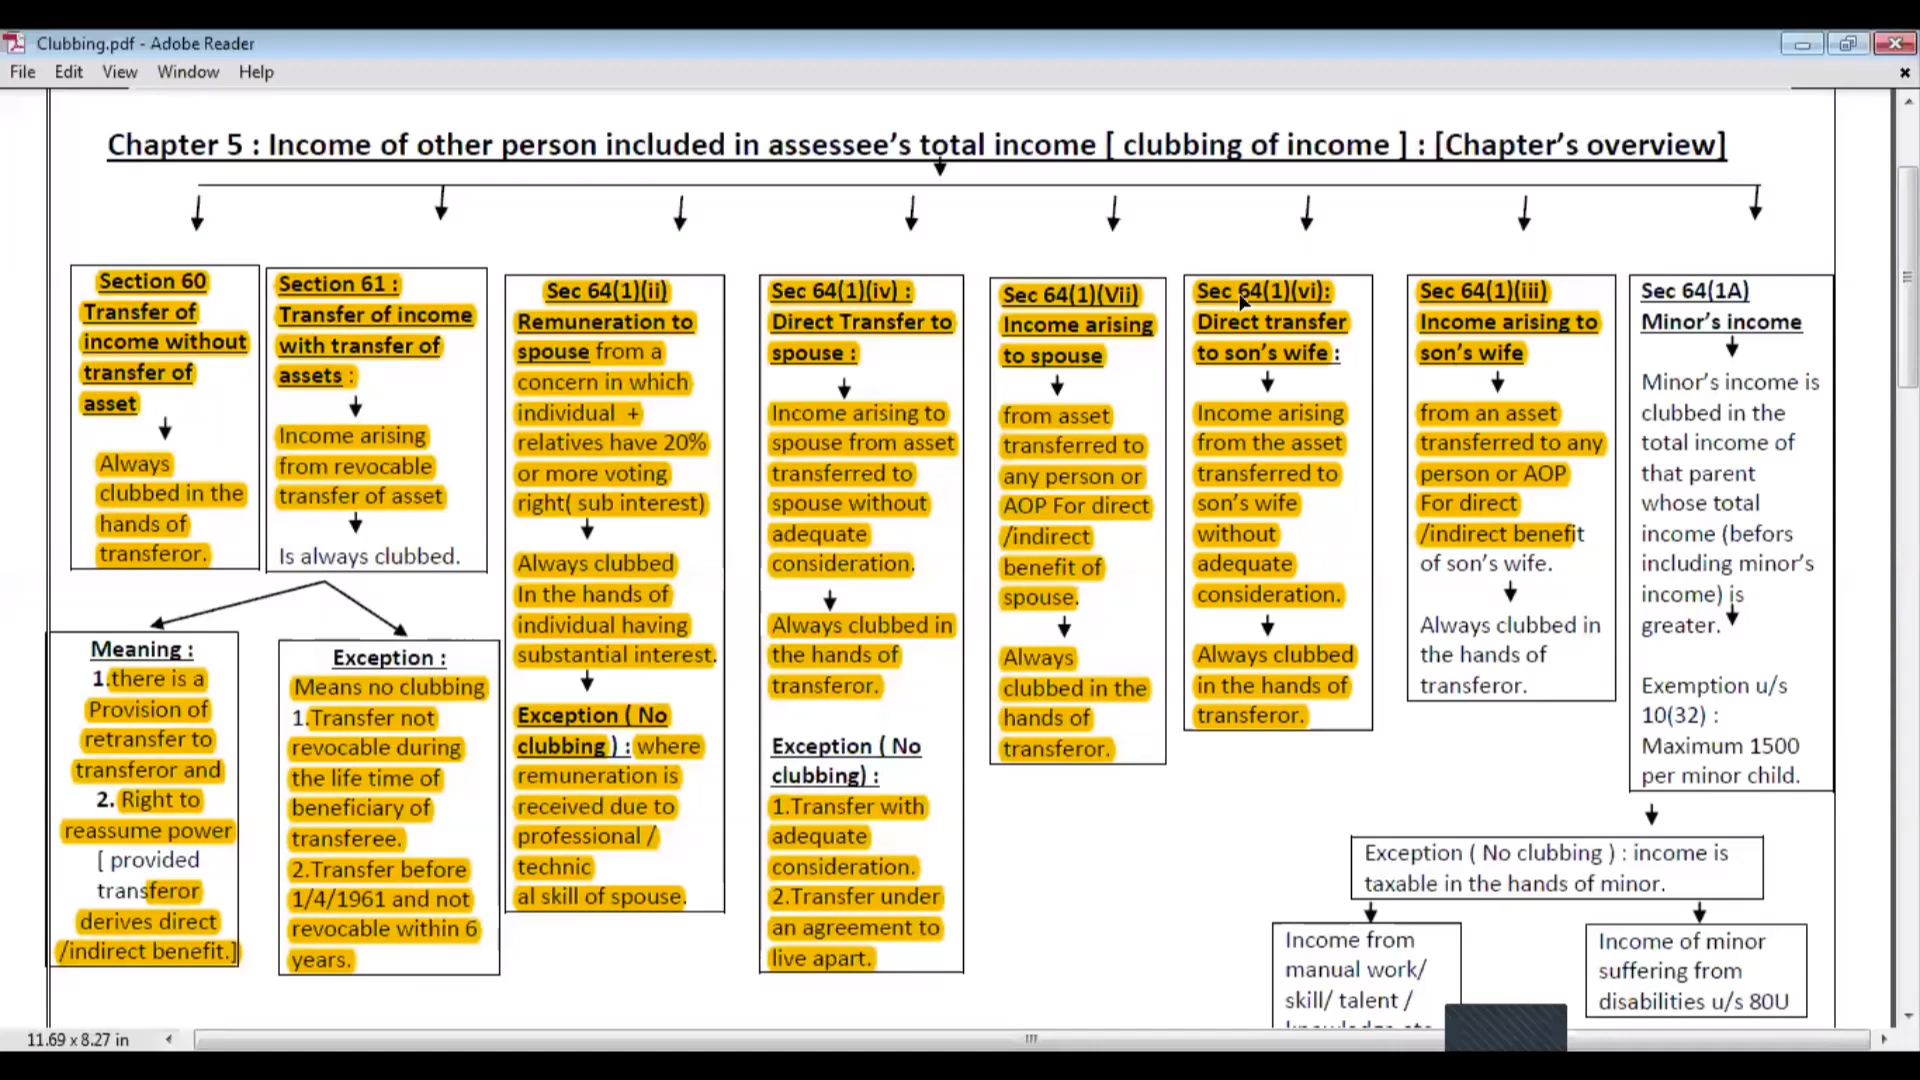 Clubbing.pdf - Adobe Reader
File Edit View Window Help
Chapter 5 : Income of other person included in assessee's total income [ clubbing of income ] : [Chapter's overview]
Section 60
Transfer of
income without
transfer of
asset
Always
clubbed in the
hands of
transferor.
Section 61 :
Transfer of income
with transfer of
assets :
Income arising
from revocable
transfer of asset
Is always clubbed.
Meaning :
1.there is a
Provision of
retransfer to
transferor and
2. Right to
reassume power
[ provided
transferor
derives direct
/indirect benefit.]
Exception :
Means no clubbing
1.Transfer not
revocable during
the life time of
beneficiary of
transferee.
2.Transfer before
1/4/1961 and not
revocable within 6
years.
Sec 64(1)(ii)
Remuneration to
spouse from a
concern in which
individual +
relatives have 20%
or more voting
right( sub interest)
Always clubbed
In the hands of
individual having
substantial interest.
Exception ( No
clubbing ) : where
remuneration is
received due to
professional /
technic
al skill of spouse.
Sec 64(1)(iv) :
Direct Transfer to
spouse :
Income arising to
spouse from asset
transferred to
spouse without
adequate
consideration.
Always clubbed in
the hands of
transferor.
Exception ( No
clubbing) :
1.Transfer with
adequate
consideration.
2.Transfer under
an agreement to
live apart.
Sec 64(1)(Vii)
Income arising
to spouse
from asset
transferred to
any person or
AOP For direct
/indirect
benefit of
spouse.
Always
clubbed in the
hands of
transferor.
Sec 64(1)(vi):
Direct transfer
to son's wife :
Income arising
from the asset
transferred to
son's wife
without
adequate
consideration.
Always clubbed
in the hands of
transferor.
Sec 64(1)(iii)
Income arising to
son's wife
from an asset
transferred to any
person or AOP
For direct
/indirect benefit
of son's wife.
Always clubbed in
the hands of
transferor.
Sec 64(1A)
Minor's income
Minor's income is
clubbed in the
total income of
that parent
whose total
income (befors
including minor's
income) is
greater.
Exemption u/s
10(32) :
Maximum 1500
per minor child.
Exception ( No clubbing ) : income is
taxable in the hands of minor.
Income from
manual work/
skill/ talent /
Income of minor
suffering from
disabilities u/s 80U
11.69 x 8.27 in